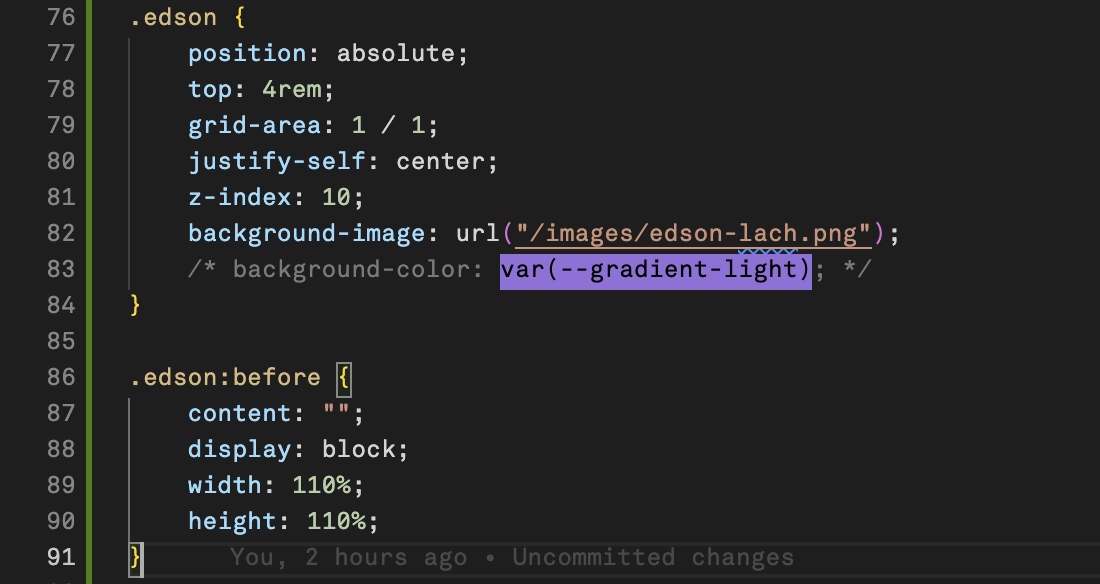 76 .edson {
77 position: absolute;
78 top: 4rem;
79 grid-area: 1 / 1;
80 justify-self: center;
81 z-index: 10;
82 background-image: url("/images/edson-lach.png");
83 /* background-color: var(--gradient-light); */
84 }
85
86 .edson:before {
87 content: "";
88 display: block;
89 width: 110%;
90 height: 110%;
91 } You, 2 hours ago • Uncommitted changes